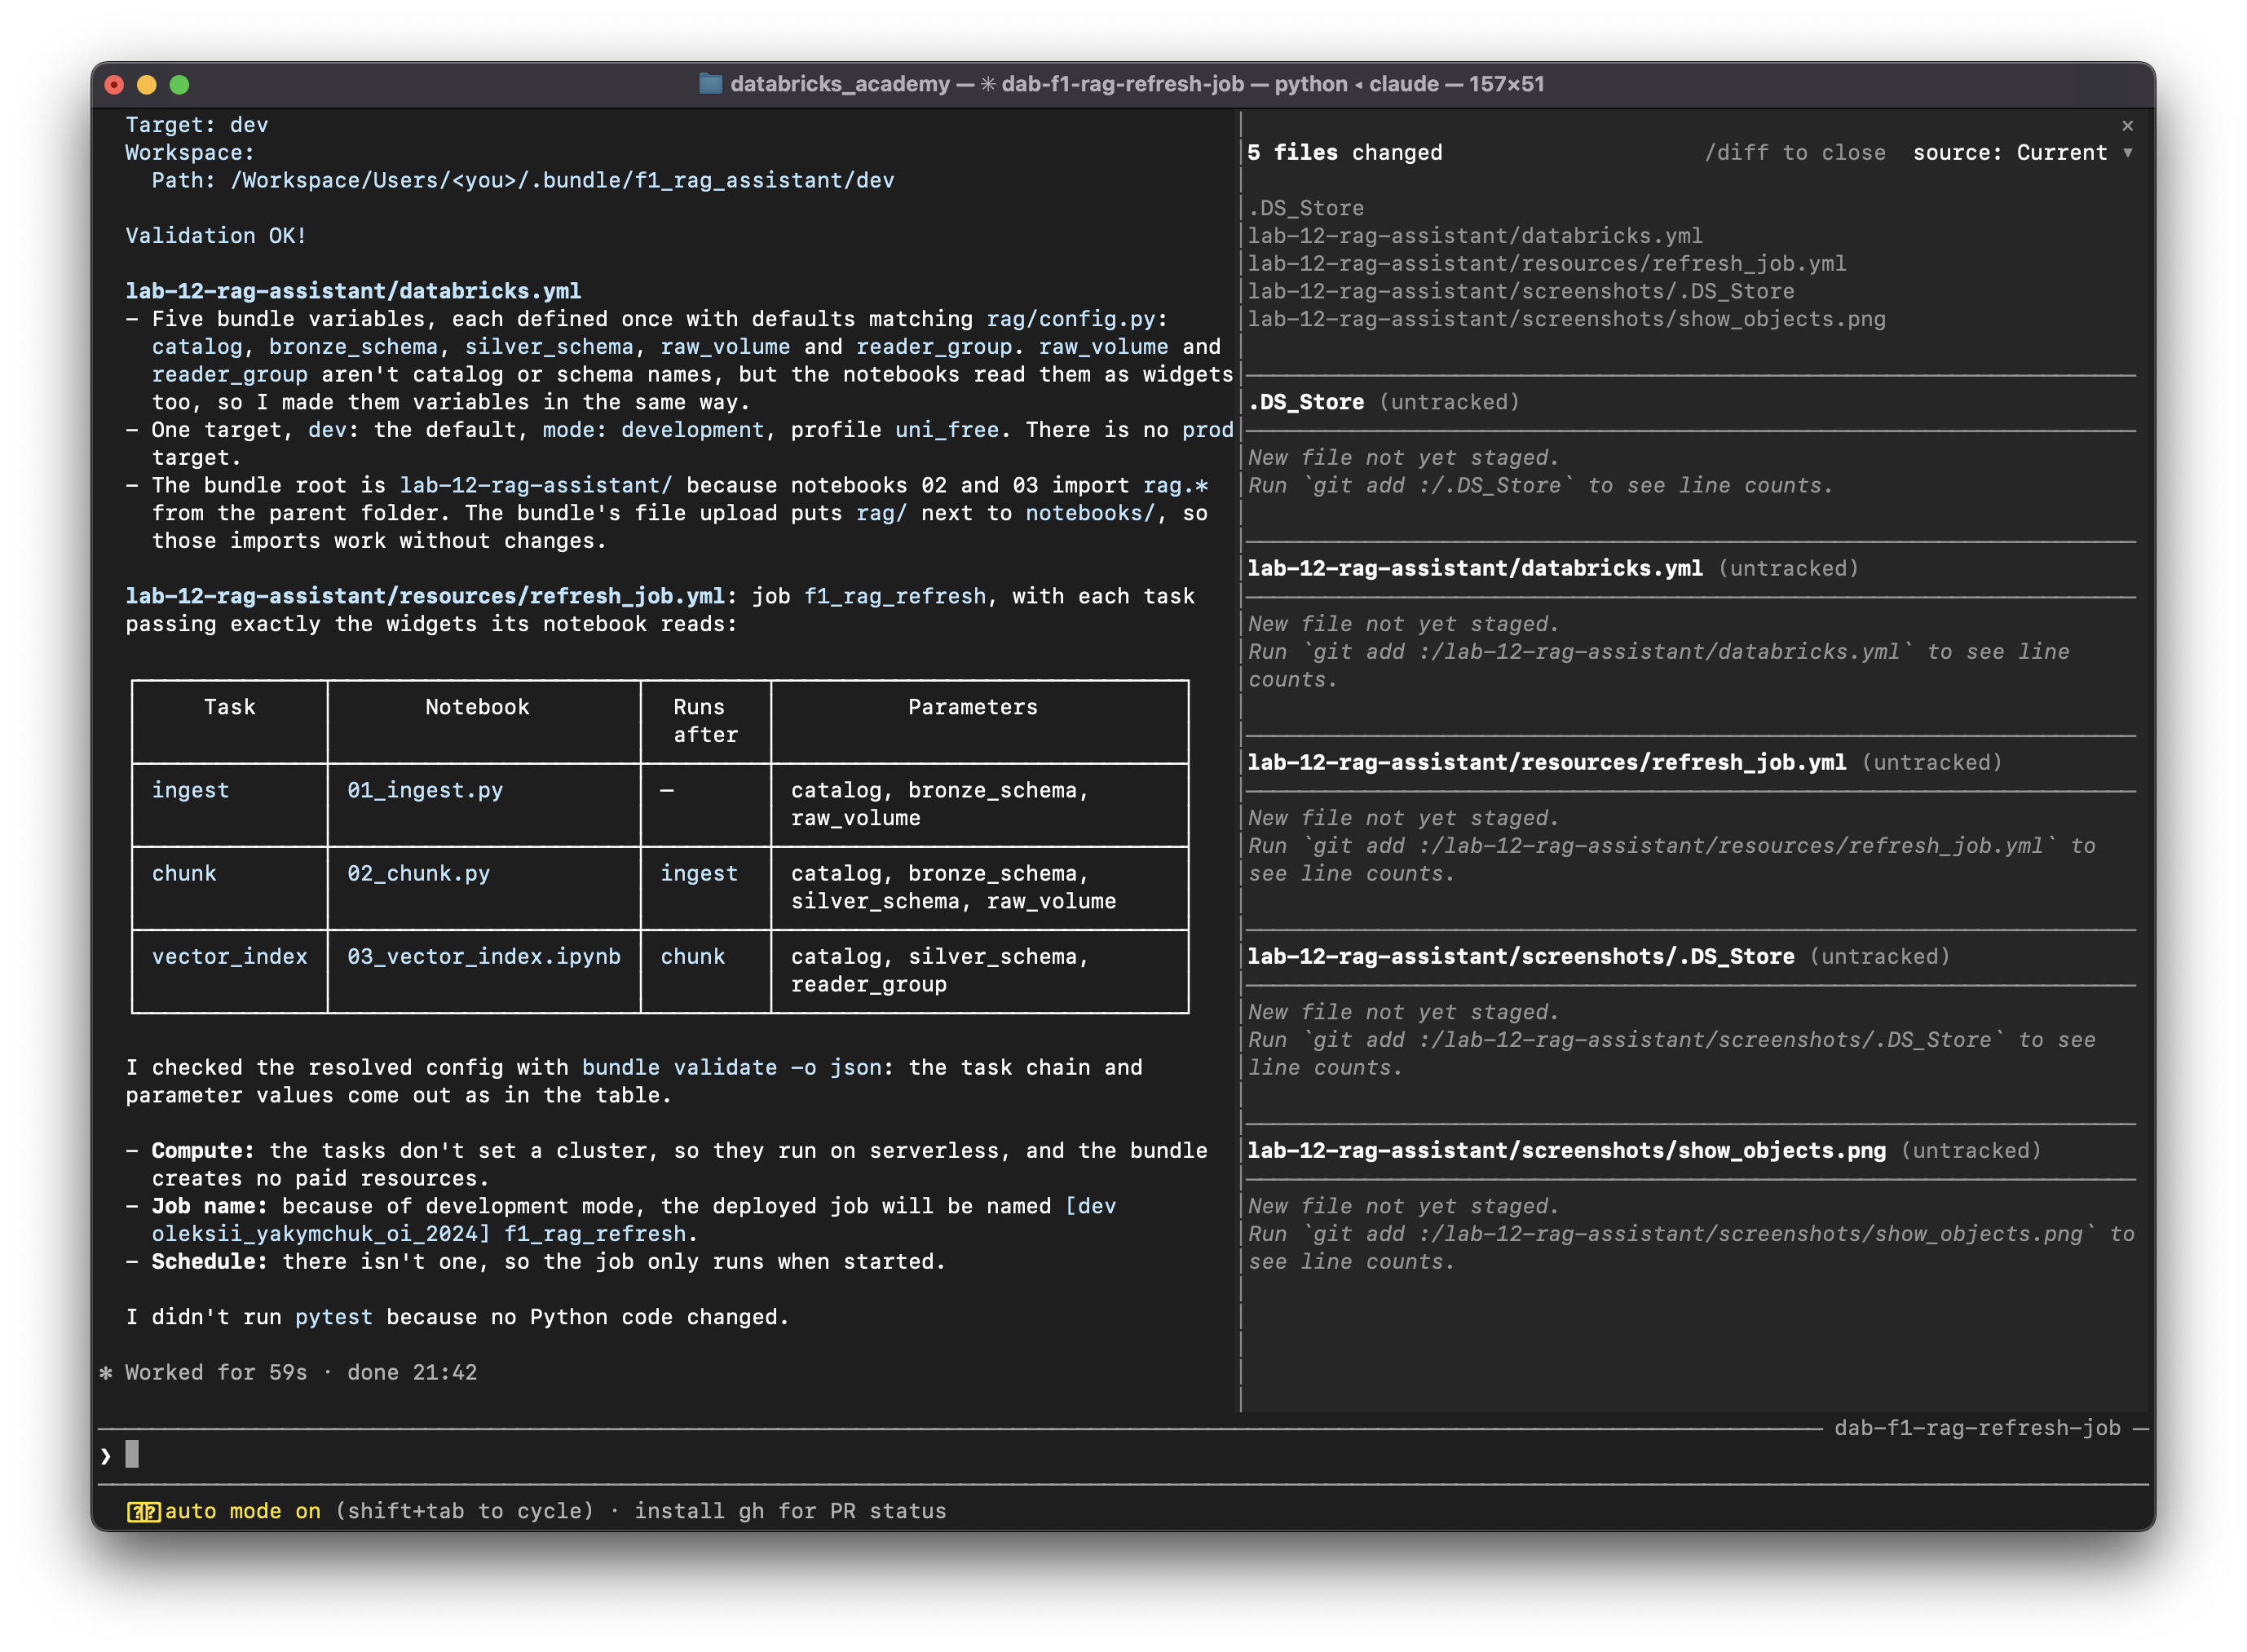 databricks_academy — ✳ dab-f1-rag-refresh-job — python ◂ claude — 157×51
Target: dev
Workspace:
Path: /Workspace/Users/<you>/.bundle/f1_rag_assistant/dev
Validation OK!
lab-12-rag-assistant/databricks.yml
- Five bundle variables, each defined once with defaults matching rag/config.py:
catalog, bronze_schema, silver_schema, raw_volume and reader_group. raw_volume and
reader_group aren't catalog or schema names, but the notebooks read them as widgets
too, so I made them variables in the same way.
- One target, dev: the default, mode: development, profile uni_free. There is no prod
target.
- The bundle root is lab-12-rag-assistant/ because notebooks 02 and 03 import rag.*
from the parent folder. The bundle's file upload puts rag/ next to notebooks/, so
those imports work without changes.
lab-12-rag-assistant/resources/refresh_job.yml: job f1_rag_refresh, with each task
passing exactly the widgets its notebook reads:
Task Notebook Runs Parameters
after
ingest 01_ingest.py — catalog, bronze_schema,
raw_volume
chunk 02_chunk.py ingest catalog, bronze_schema,
silver_schema, raw_volume
vector_index 03_vector_index.ipynb chunk catalog, silver_schema,
reader_group
I checked the resolved config with bundle validate -o json: the task chain and
parameter values come out as in the table.
- Compute: the tasks don't set a cluster, so they run on serverless, and the bundle
creates no paid resources.
- Job name: because of development mode, the deployed job will be named [dev
oleksii_yakymchuk_oi_2024] f1_rag_refresh.
- Schedule: there isn't one, so the job only runs when started.
I didn't run pytest because no Python code changed.
✻ Worked for 59s · done 21:42
×
5 files changed /diff to close source: Current ▾
.DS_Store
lab-12-rag-assistant/databricks.yml
lab-12-rag-assistant/resources/refresh_job.yml
lab-12-rag-assistant/screenshots/.DS_Store
lab-12-rag-assistant/screenshots/show_objects.png
.DS_Store (untracked)
New file not yet staged.
Run `git add :/.DS_Store` to see line counts.
lab-12-rag-assistant/databricks.yml (untracked)
New file not yet staged.
Run `git add :/lab-12-rag-assistant/databricks.yml` to see line
counts.
lab-12-rag-assistant/resources/refresh_job.yml (untracked)
New file not yet staged.
Run `git add :/lab-12-rag-assistant/resources/refresh_job.yml` to
see line counts.
lab-12-rag-assistant/screenshots/.DS_Store (untracked)
New file not yet staged.
Run `git add :/lab-12-rag-assistant/screenshots/.DS_Store` to see
line counts.
lab-12-rag-assistant/screenshots/show_objects.png (untracked)
New file not yet staged.
Run `git add :/lab-12-rag-assistant/screenshots/show_objects.png` to
see line counts.
dab-f1-rag-refresh-job
❯
auto mode on (shift+tab to cycle) · install gh for PR status